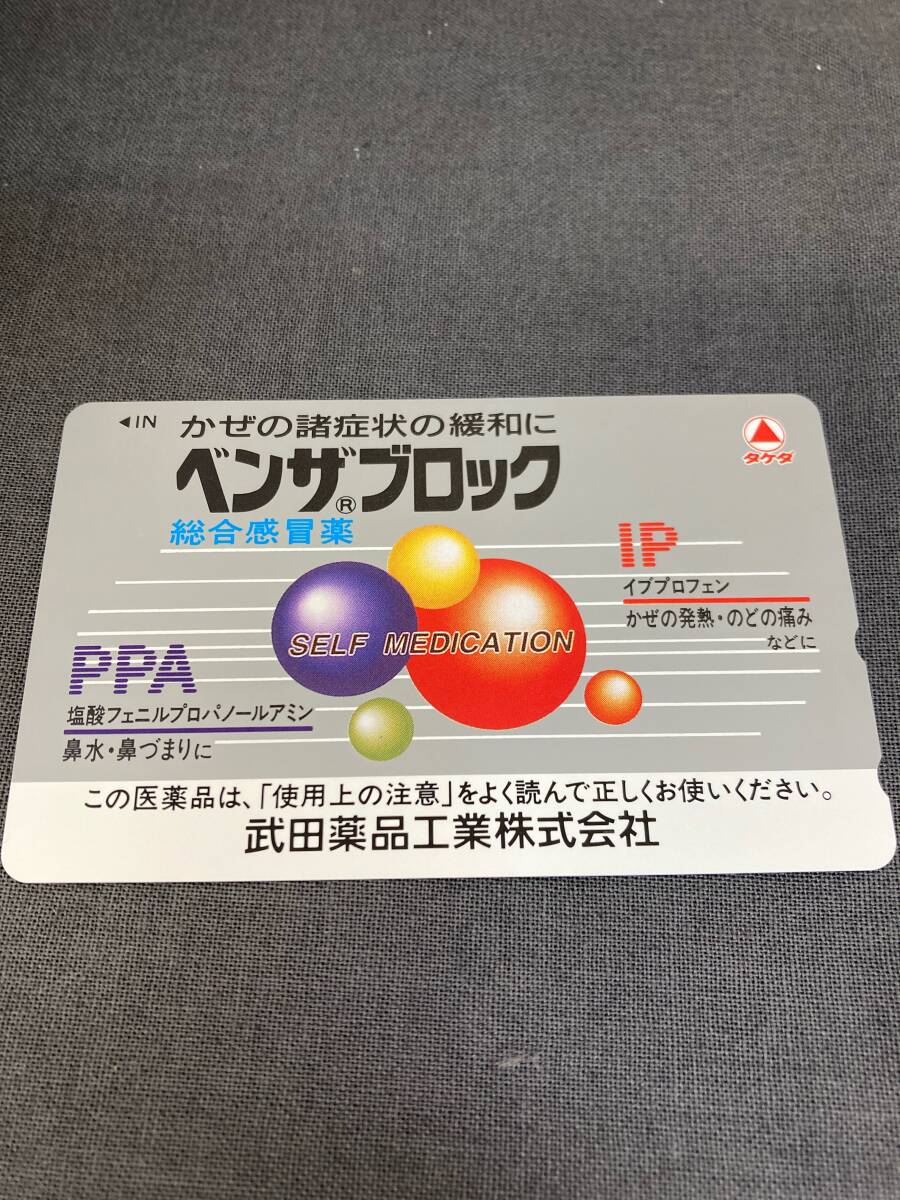 ◀IN
かぜの諸症状の緩和に
ベンザ®ブロック
総合感冒薬
タケダ
IP
イブプロフェン
かぜの発熱・のどの痛み
などに
SELF MEDICATION
PPA
塩酸フェニルプロパノールアミン
鼻水・鼻づまりに
この医薬品は、「使用上の注意」をよく読んで正しくお使いください。
武田薬品工業株式会社